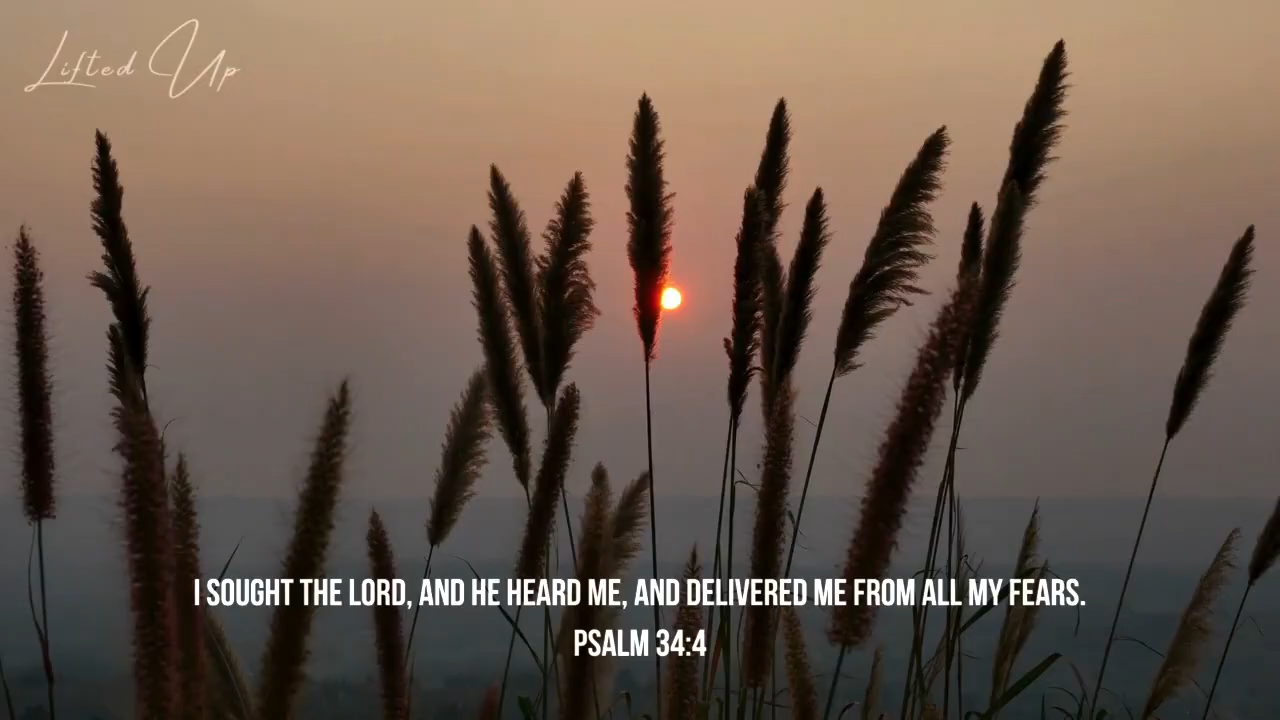 Lifted Up
I SOUGHT THE LORD, AND HE HEARD ME, AND DELIVERED ME FROM ALL MY FEARS.
PSALM 34:4